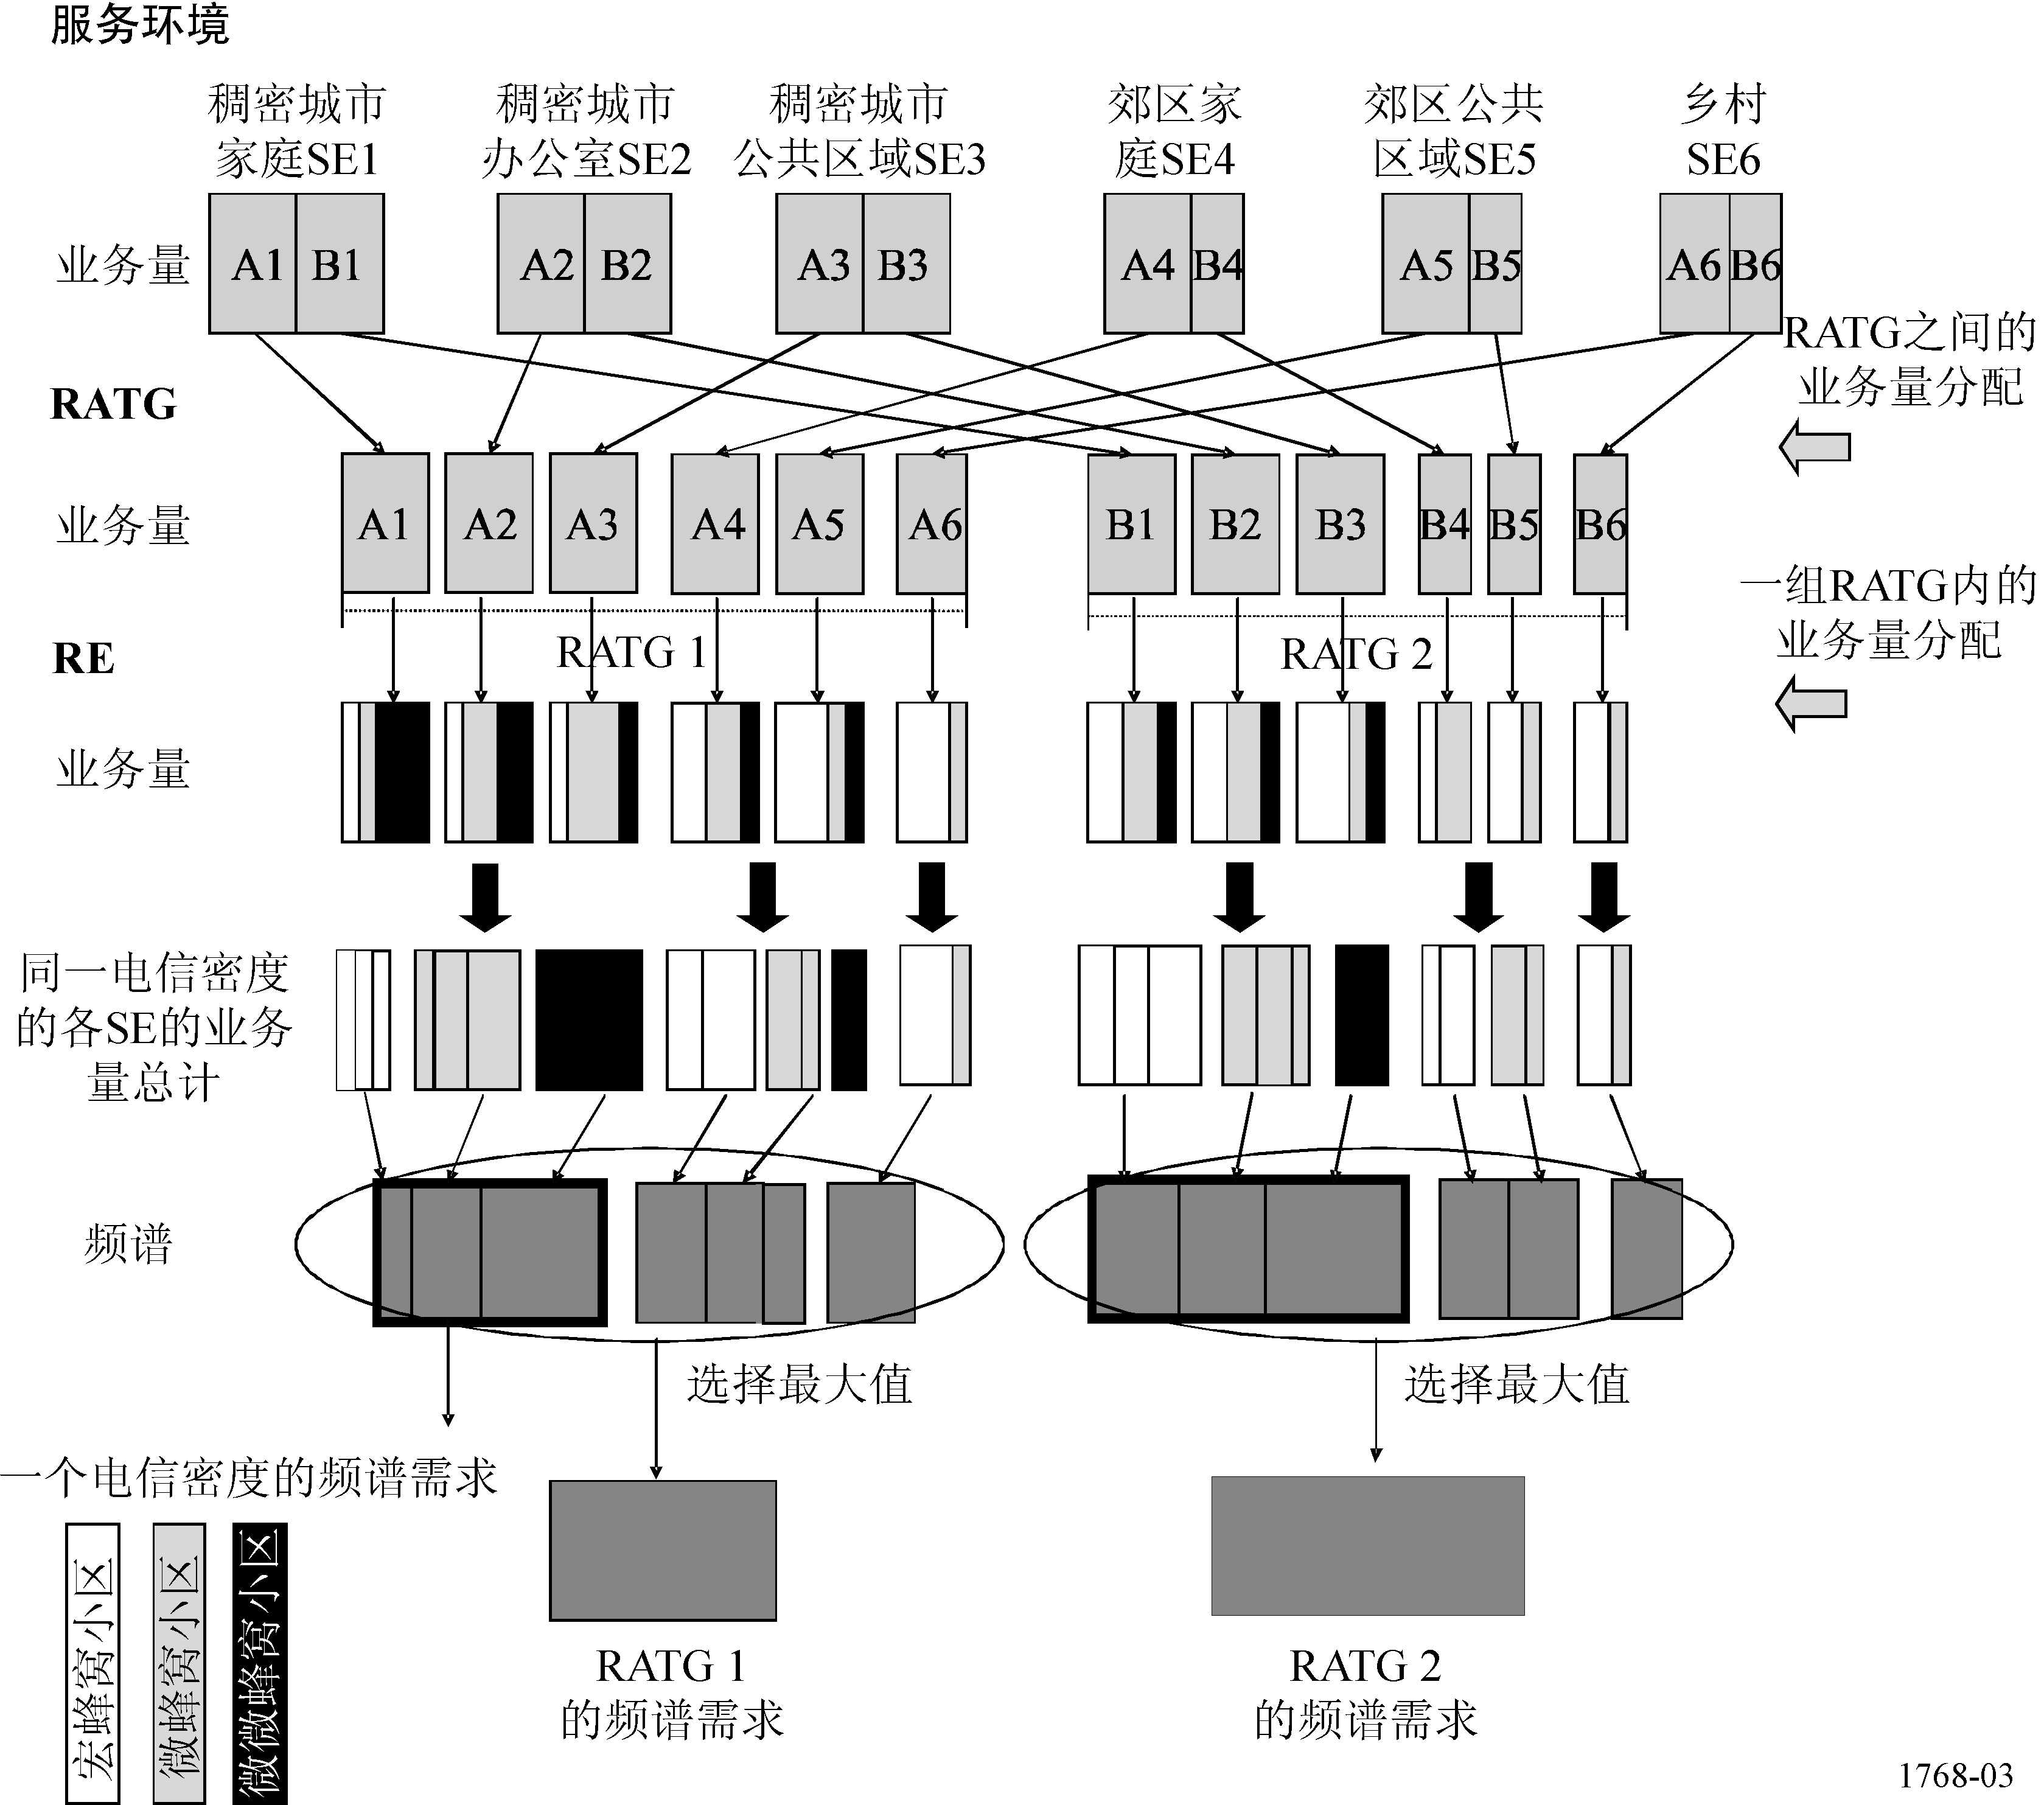 服务环境
稠密城市
家庭SE1
稠密城市
办公室SE2
稠密城市
公共区域SE3
郊区家
庭SE4
郊区公共
区域SE5
乡村
SE6
业务量
A1 B1 A2 B2 A3 B3 A4 B4 A5 B5 A6 B6
RATG之间的
业务量分配
RATG
业务量
A1 A2 A3 A4 A5 A6 B1 B2 B3 B4 B5 B6
一组RATG内的
业务量分配
RATG 1
RATG 2
RE
业务量
同一电信密度
的各SE的业务
量总计
频谱
选择最大值
选择最大值
一个电信密度的频谱需求
宏蜂窝小区
微蜂窝小区
微微蜂窝小区
RATG 1
的频谱需求
RATG 2
的频谱需求
1768-03